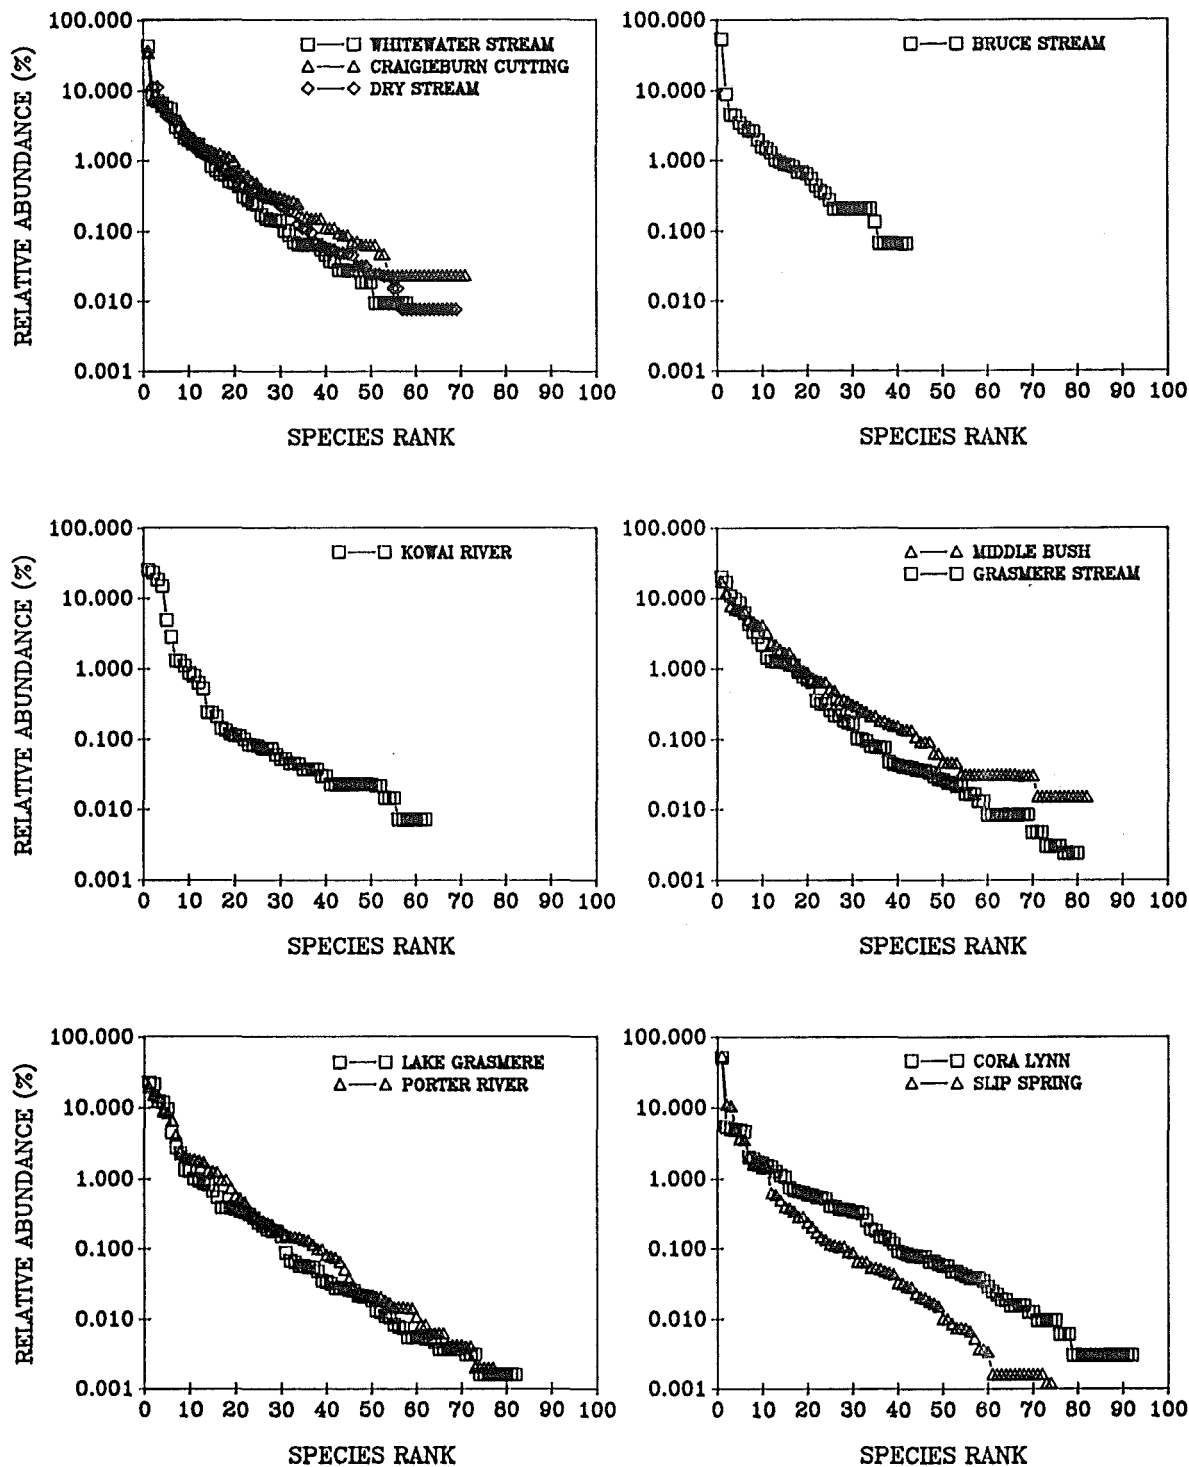 RELATIVE ABUNDANCE (%)
100.000
10.000
1.000
0.100
0.010
0.001
WHITEWATER STREAM
CRAIGIEBURN CUTTING
DRY STREAM
0 10 20 30 40 50 60 70 80 90 100
SPECIES RANK
100.000
10.000
1.000
0.100
0.010
0.001
BRUCE STREAM
0 10 20 30 40 50 60 70 80 90 100
SPECIES RANK
RELATIVE ABUNDANCE (%)
100.000
10.000
1.000
0.100
0.010
0.001
KOWAI RIVER
0 10 20 30 40 50 60 70 80 90 100
SPECIES RANK
100.000
10.000
1.000
0.100
0.010
0.001
MIDDLE BUSH
GRASMERE STREAM
0 10 20 30 40 50 60 70 80 90 100
SPECIES RANK
RELATIVE ABUNDANCE (%)
100.000
10.000
1.000
0.100
0.010
0.001
LAKE GRASMERE
PORTER RIVER
0 10 20 30 40 50 60 70 80 90 100
SPECIES RANK
100.000
10.000
1.000
0.100
0.010
0.001
CORA LYNN
SLIP SPRING
0 10 20 30 40 50 60 70 80 90 100
SPECIES RANK